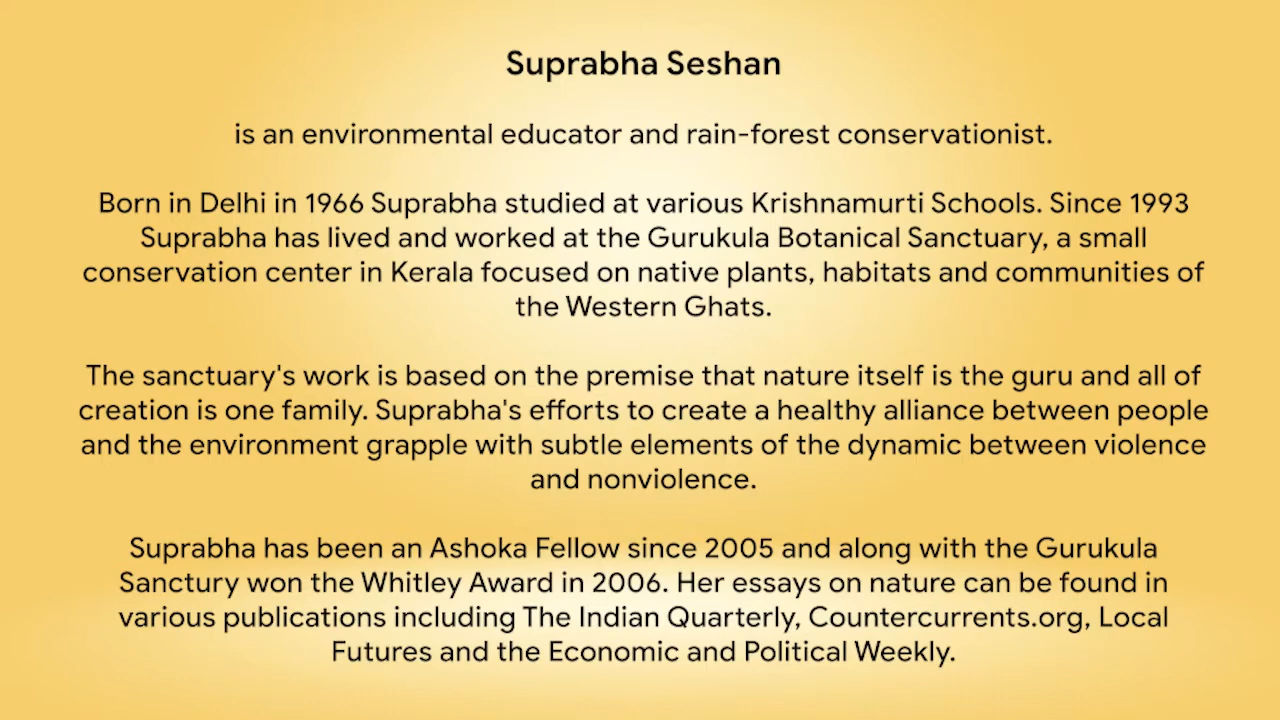 Suprabha Seshan
is an environmental educator and rain-forest conservationist.
Born in Delhi in 1966 Suprabha studied at various Krishnamurti Schools. Since 1993
Suprabha has lived and worked at the Gurukula Botanical Sanctuary, a small
conservation center in Kerala focused on native plants, habitats and communities of
the Western Ghats.
The sanctuary's work is based on the premise that nature itself is the guru and all of
creation is one family. Suprabha's efforts to create a healthy alliance between people
and the environment grapple with subtle elements of the dynamic between violence
and nonviolence.
Suprabha has been an Ashoka Fellow since 2005 and along with the Gurukula
Sanctury won the Whitley Award in 2006. Her essays on nature can be found in
various publications including The Indian Quarterly, Countercurrents.org, Local
Futures and the Economic and Political Weekly.